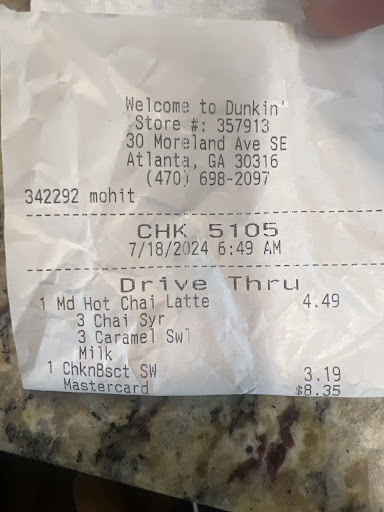 Welcome to Dunkin'
Store #: 357913
30 Moreland Ave SE
Atlanta, GA 30316
(470) 698-2097
342292 mohit
CHK 5105
7/18/2024 6:49 AM
Drive Thru
1 Md Hot Chai Latte 4.49
3 Chai Syr
3 Caramel Swl
Milk
1 ChknBsct SW 3.19
Mastercard $8.35